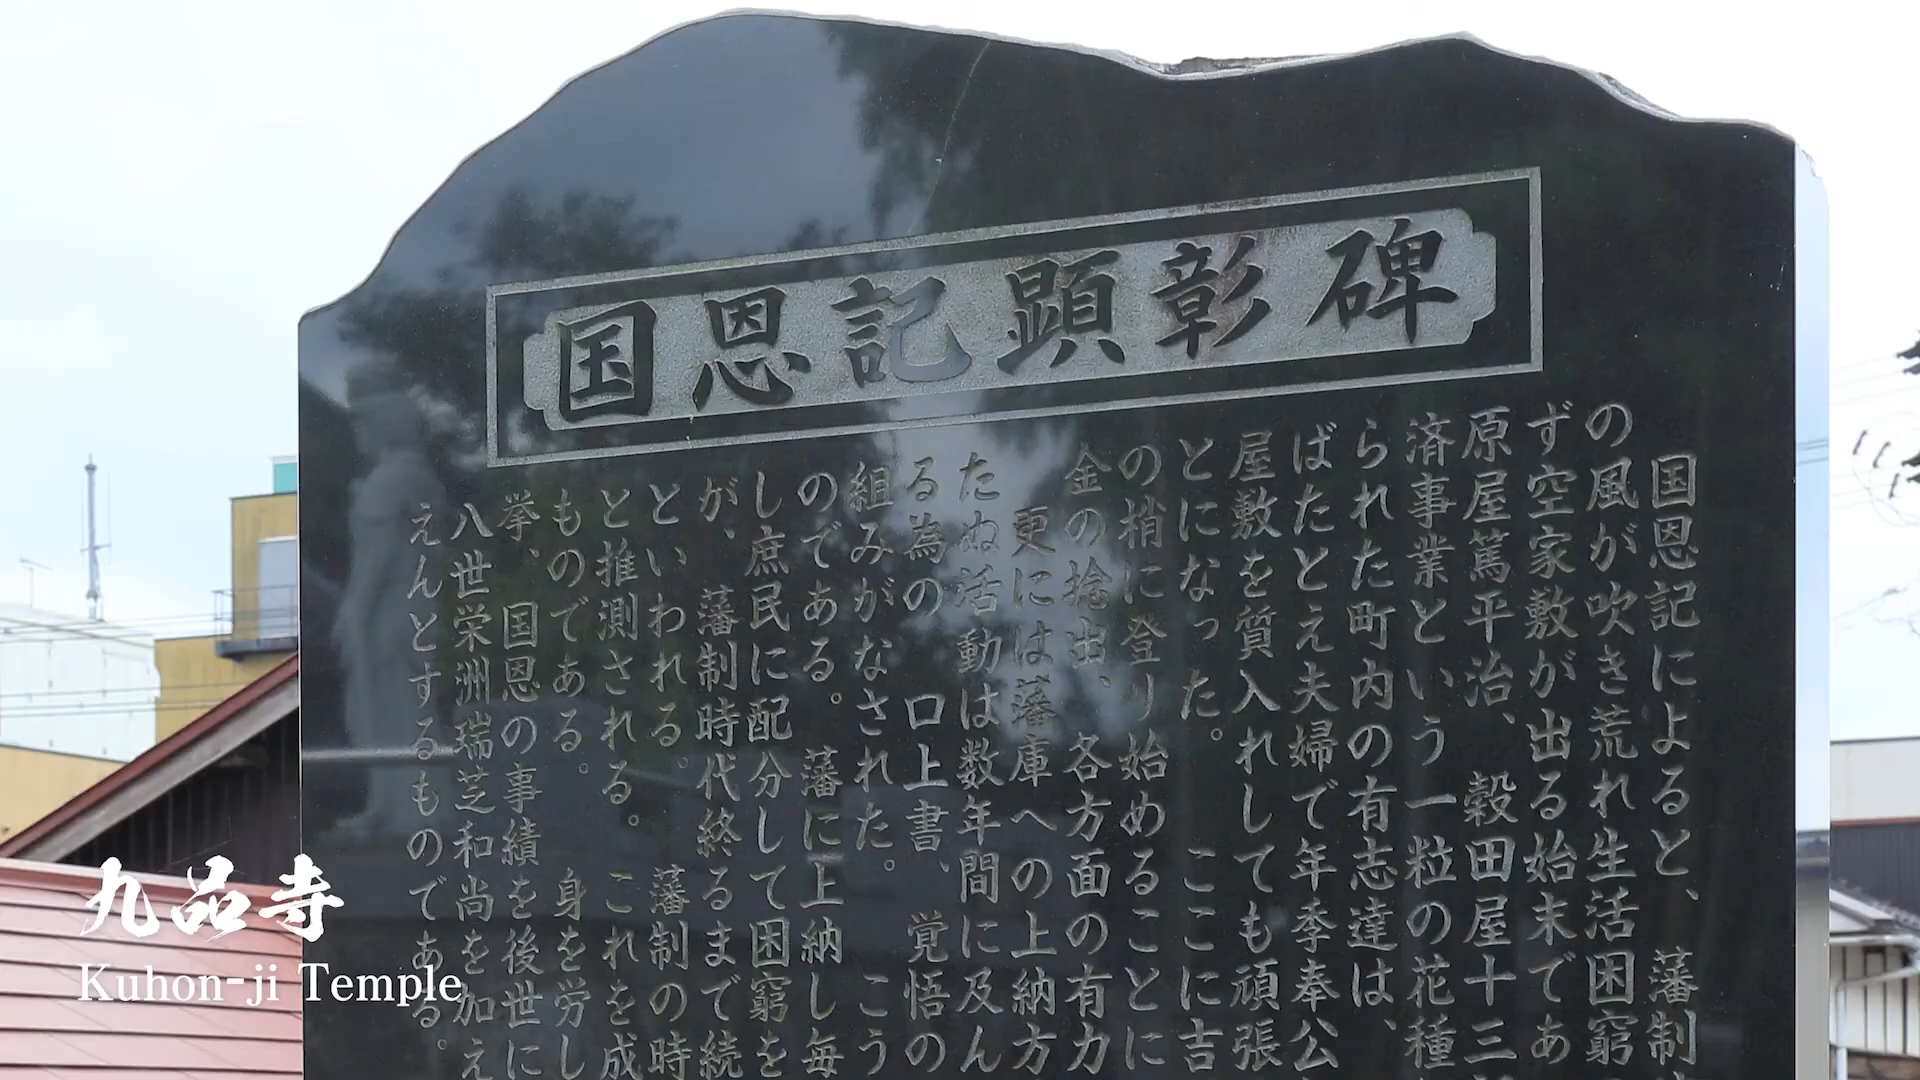 国恩記顕彰碑
国恩記によると、藩制
の風が吹き荒れ生活困窮
ず空家敷が出る始末であ
原屋篤平治、穀田屋十三
済事業という一粒の花種
られた町内の有志達は、
ばたとえ夫婦で年季奉公
屋敷を質入れしても頑張
とになった。ここに吉
の梢に登り始めることに
金の捻出、各方面の有力
更には藩庫への上納方
たぬ活動は数年間に及ん
る為の口上書、覚悟の
組みがなされた。こう
のである。藩に上納し毎
し庶民に配分して困窮を
が、藩制時代終るまで続
といわれる。藩制の時
と推測される。これを成
ものである。身を労し
挙、国恩の事績を後世に
八世栄洲瑞芝和尚を加え
えんとするものである。
九品寺
Kuhon-ji Temple